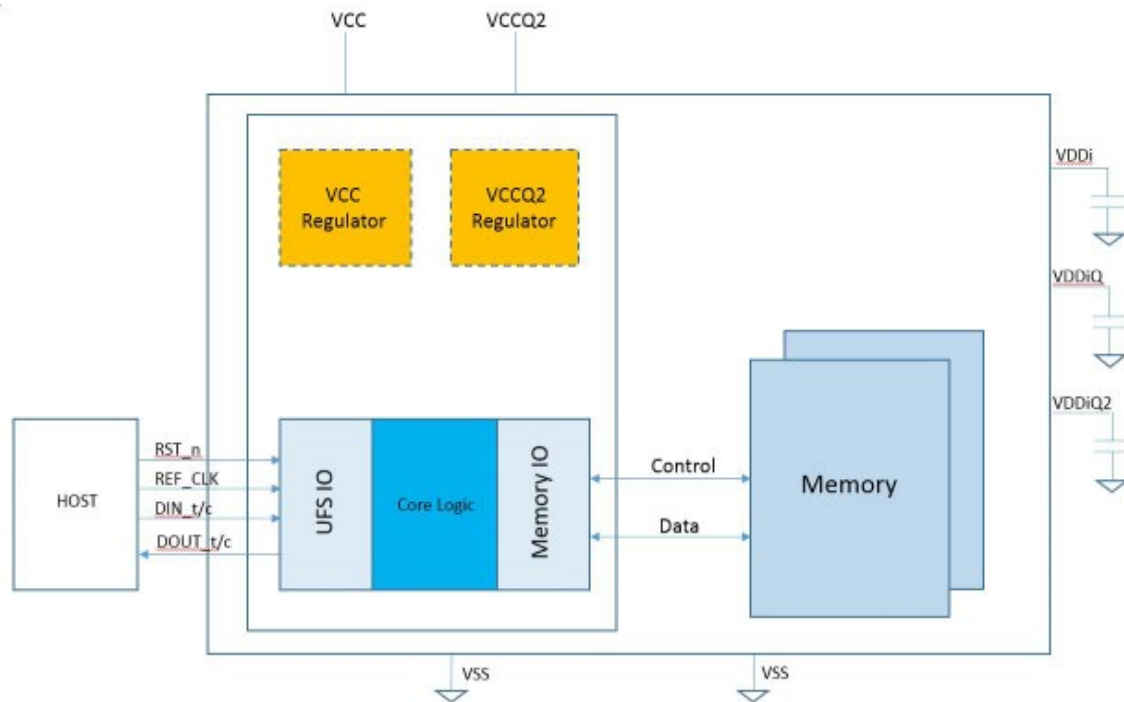 VCC
VCCQ2
VCC
Regulator
VCCQ2
Regulator
VDDi
VDDiQ
VDDiQ2
HOST
RST_n
REF_CLK
DIN_t/c
DOUT_t/c
UFS IO
Core Logic
Memory IO
Control
Data
Memory
VSS
VSS